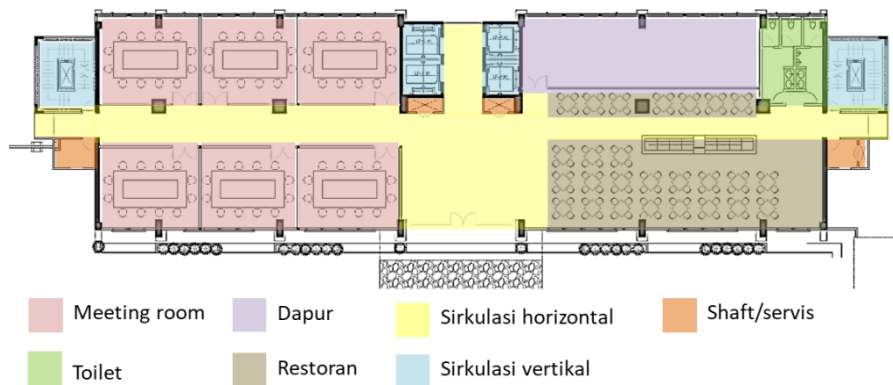 Meeting room
Dapur
Sirkulasi horizontal
Shaft/servis
Toilet
Restoran
Sirkulasi vertikal